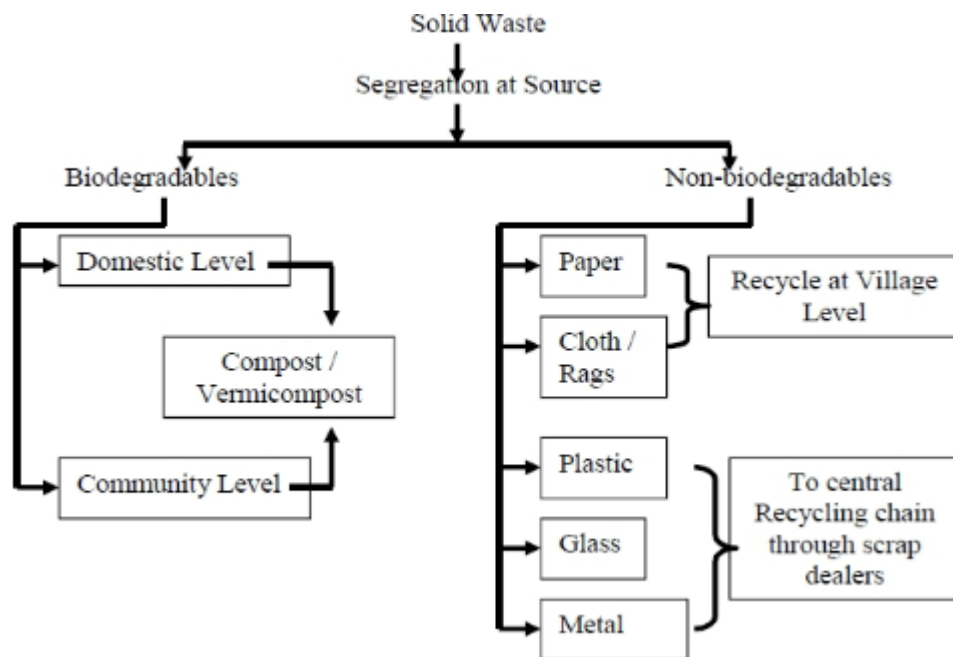 Solid Waste
Segregation at Source
Biodegradables
Non-biodegradables
Domestic Level
Compost /
Vermicompost
Community Level
Paper
Cloth /
Rags
Recycle at Village
Level
Plastic
Glass
Metal
To central
Recycling chain
through scrap
dealers